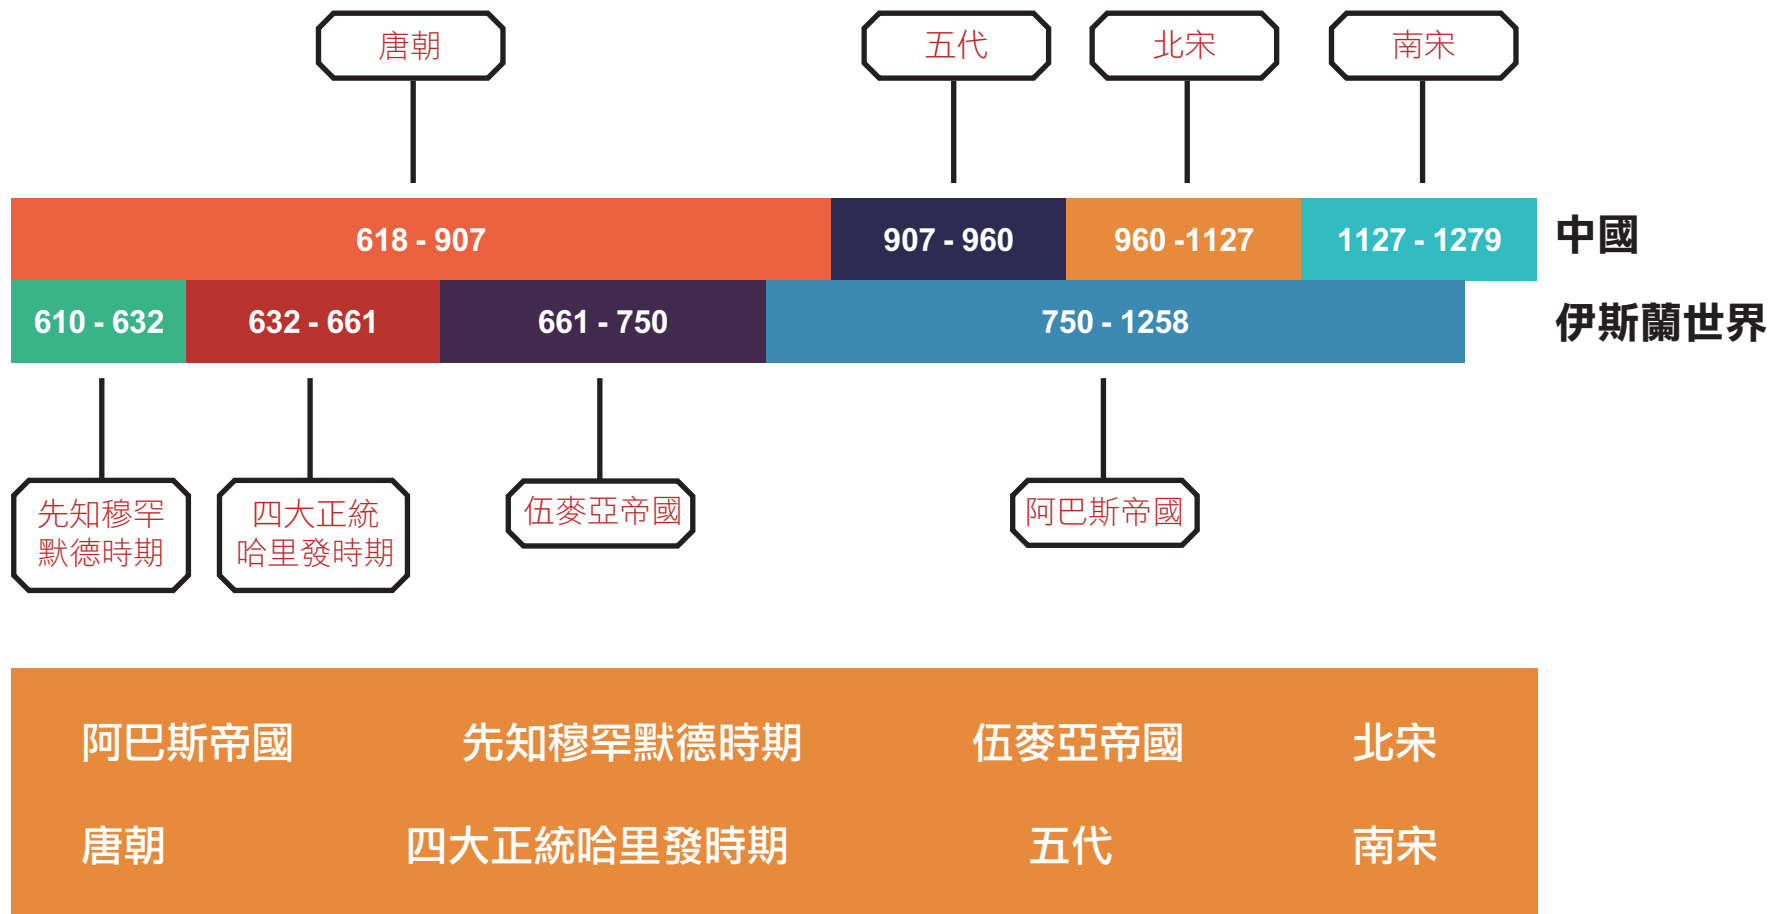 唐朝
五代
北宋
南宋
618 - 907
907 - 960
960 -1127
1127 - 1279
中國
610 - 632
632 - 661
661 - 750
750 - 1258
伊斯蘭世界
先知穆罕
默德時期
四大正統
哈里發時期
伍麥亞帝國
阿巴斯帝國
阿巴斯帝國
先知穆罕默德時期
伍麥亞帝國
北宋
唐朝
四大正統哈里發時期
五代
南宋